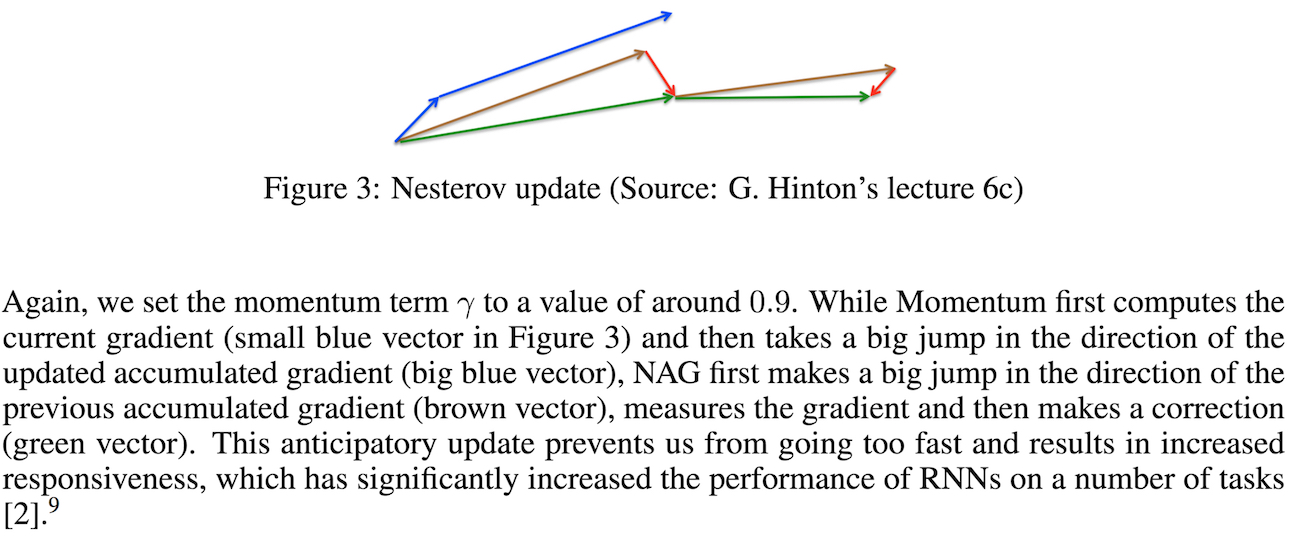 Figure 3: Nesterov update (Source: G. Hinton's lecture 6c)
Again, we set the momentum term γ to a value of around 0.9. While Momentum first computes the
current gradient (small blue vector in Figure 3) and then takes a big jump in the direction of the
updated accumulated gradient (big blue vector), NAG first makes a big jump in the direction of the
previous accumulated gradient (brown vector), measures the gradient and then makes a correction
(green vector). This anticipatory update prevents us from going too fast and results in increased
responsiveness, which has significantly increased the performance of RNNs on a number of tasks
[2].⁹